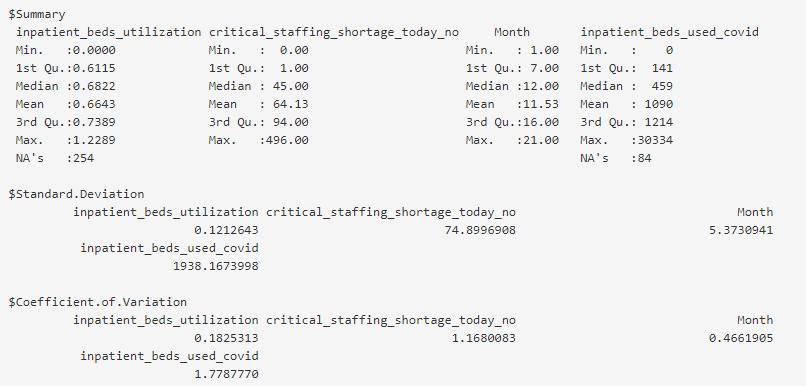 $Summary
 inpatient_beds_utilization critical_staffing_shortage_today_no     Month       inpatient_beds_used_covid
 Min.   :0.0000             Min.   :  0.00                      Min.   : 1.00   Min.   :    0
 1st Qu.:0.6115             1st Qu.:  1.00                      1st Qu.: 7.00   1st Qu.:  141
 Median :0.6822             Median : 45.00                      Median :12.00   Median :  459
 Mean   :0.6643             Mean   : 64.13                      Mean   :11.53   Mean   : 1090
 3rd Qu.:0.7389             3rd Qu.: 94.00                      3rd Qu.:16.00   3rd Qu.: 1214
 Max.   :1.2289             Max.   :496.00                      Max.   :21.00   Max.   :30334
 NA's   :254                                                                    NA's   :84
$Standard.Deviation
 inpatient_beds_utilization critical_staffing_shortage_today_no                               Month
                  0.1212643                          74.8996908                           5.3730941
  inpatient_beds_used_covid
               1938.1673998
$Coefficient.of.Variation
 inpatient_beds_utilization critical_staffing_shortage_today_no                               Month
                  0.1825313                           1.1680083                           0.4661905
  inpatient_beds_used_covid
                  1.7787770